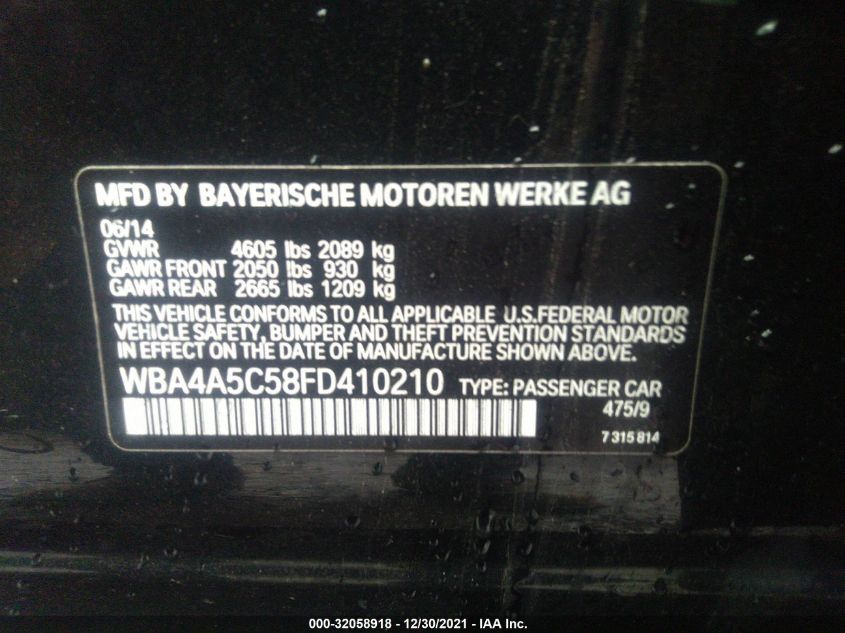 MFD BY BAYERISCHE MOTOREN WERKE AG
06/14
GVWR 4605 lbs 2089 kg
GAWR FRONT 2050 lbs 930 kg
GAWR REAR 2665 lbs 1209 kg
THIS VEHICLE CONFORMS TO ALL APPLICABLE U.S.FEDERAL MOTOR
VEHICLE SAFETY, BUMPER AND THEFT PREVENTION STANDARDS
IN EFFECT ON THE DATE OF MANUFACTURE SHOWN ABOVE.
WBA4A5C58FD410210 TYPE: PASSENGER CAR
475/9
7 315 814
000-32058918 - 12/30/2021 - IAA Inc.